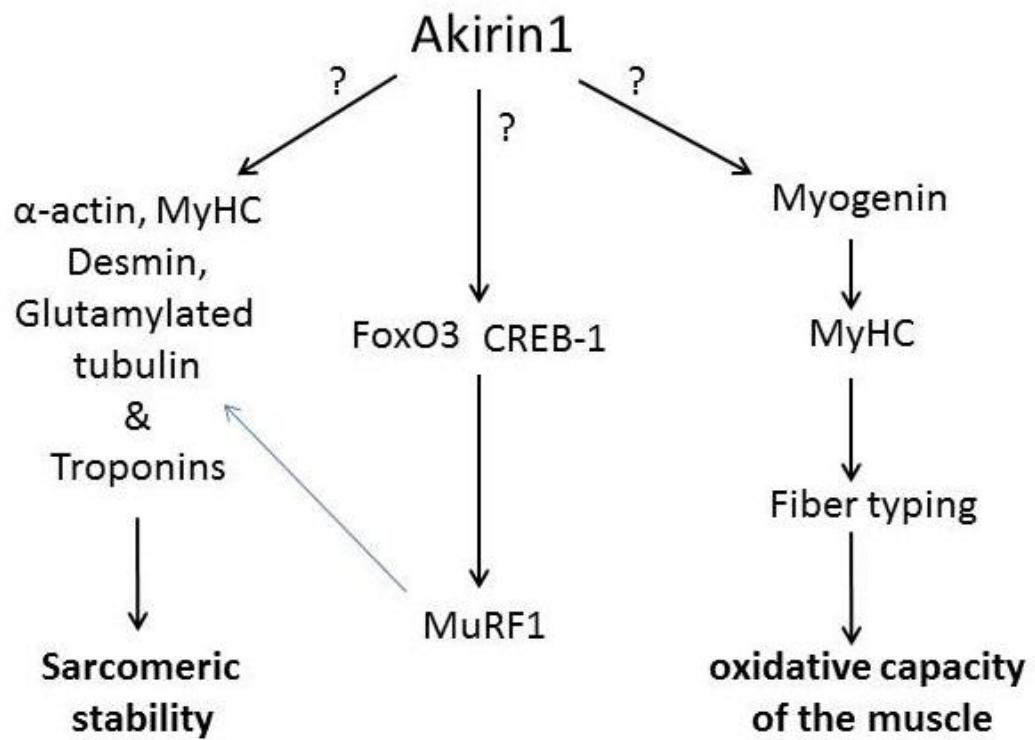 Akirin1
?
?
?
α-actin, MyHC
Desmin,
Glutamylated
tubulin
&
Troponins
Sarcomeric
stability
FoxO3 CREB-1
MuRF1
Myogenin
MyHC
Fiber typing
oxidative capacity
of the muscle